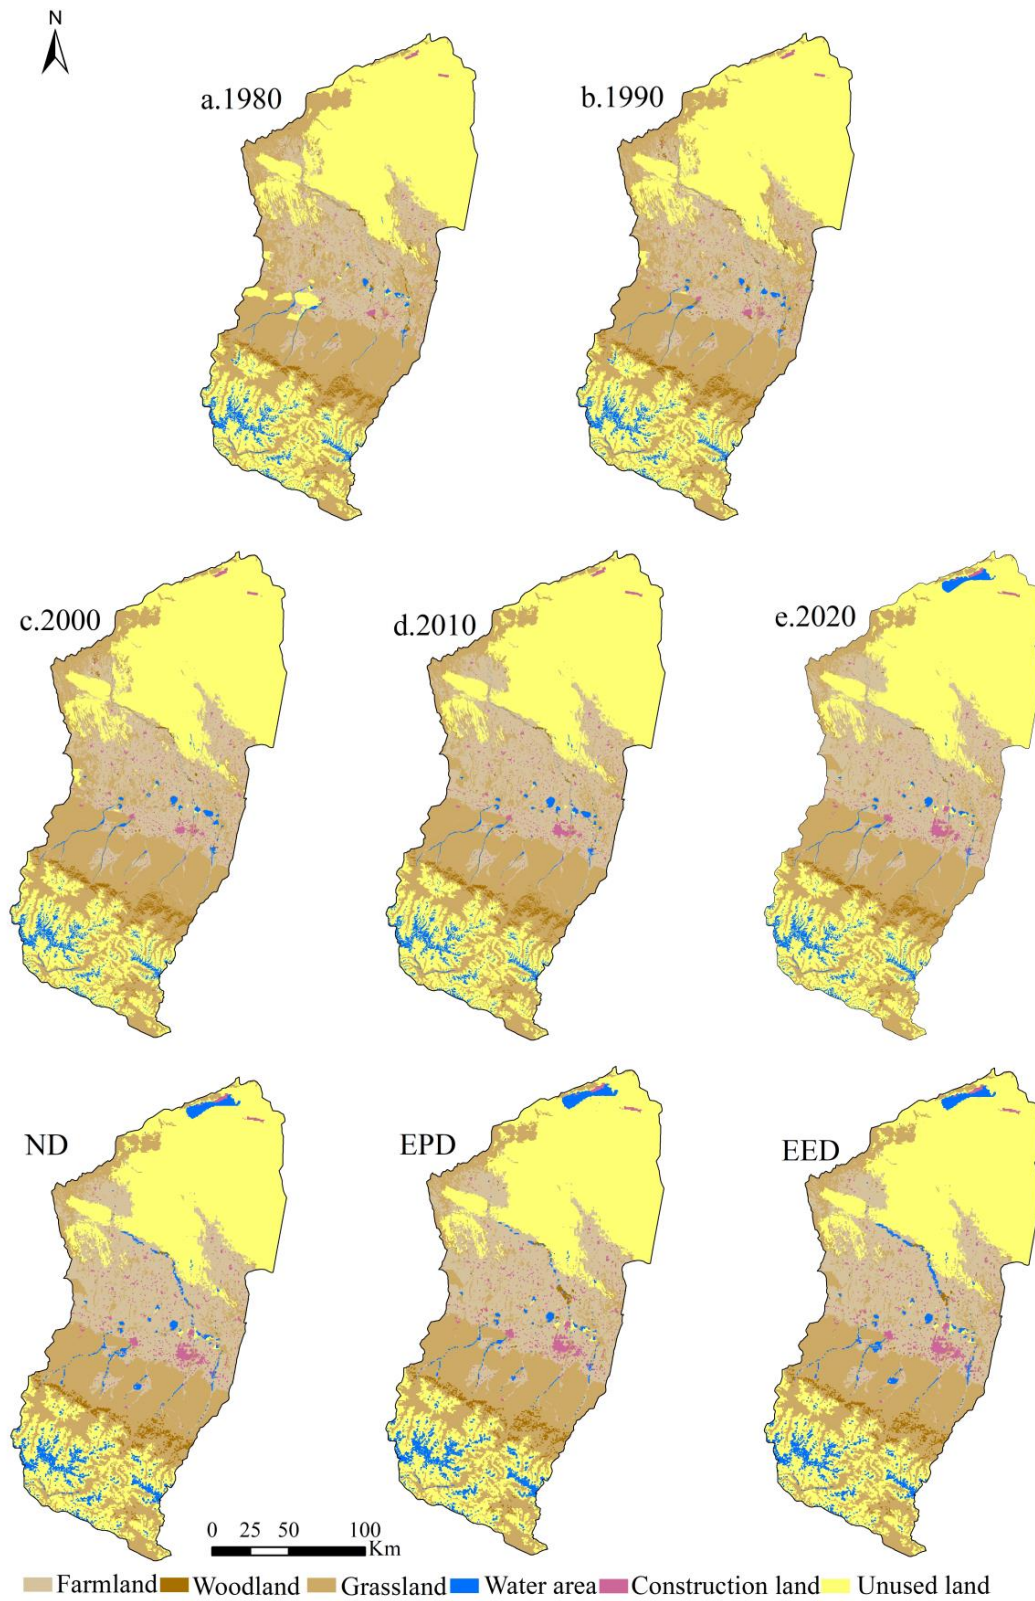 N
a.1980
b.1990
c.2000
d.2010
e.2020
ND
EPD
EED
0 25 50 100
Km
Farmland Woodland Grassland Water area Construction land Unused land